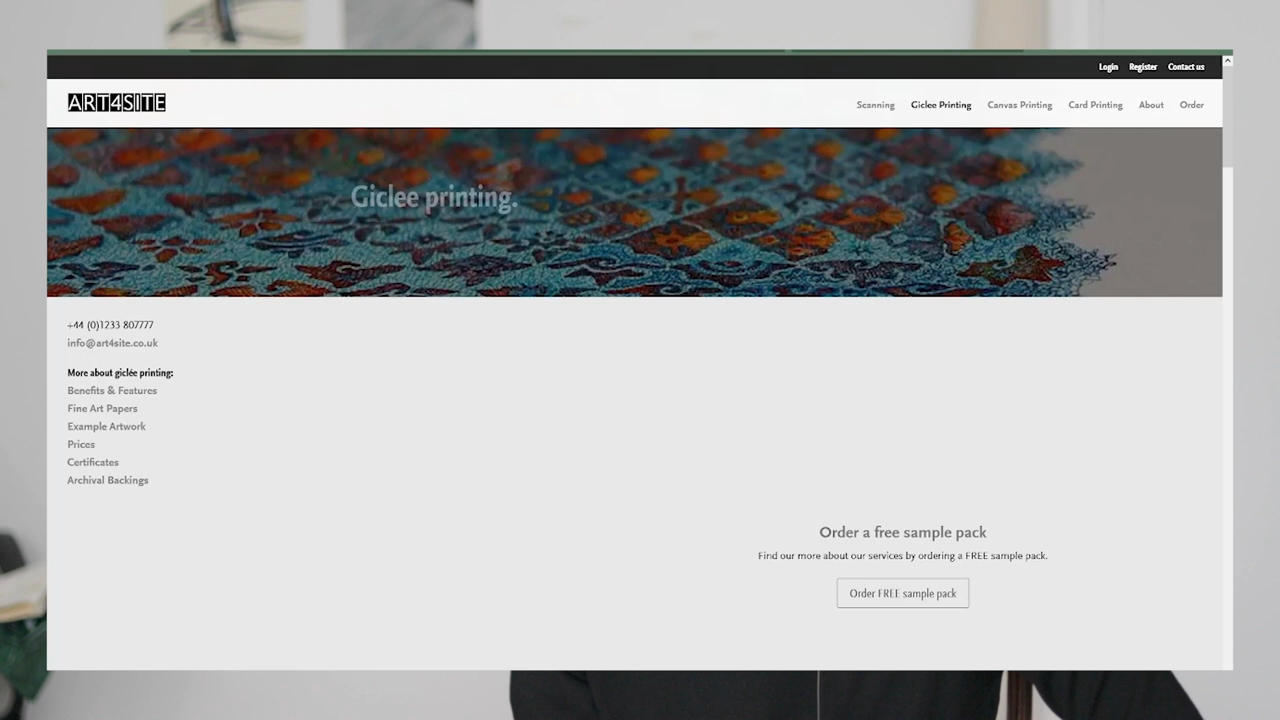 Login Register Contact us
ART4SITE
Scanning Giclee Printing Canvas Printing Card Printing About Order
Giclee printing.
+44 (0)1233 807777
info@art4site.co.uk
More about giclée printing:
Benefits & Features
Fine Art Papers
Example Artwork
Prices
Certificates
Archival Backings
Order a free sample pack
Find our more about our services by ordering a FREE sample pack.
Order FREE sample pack